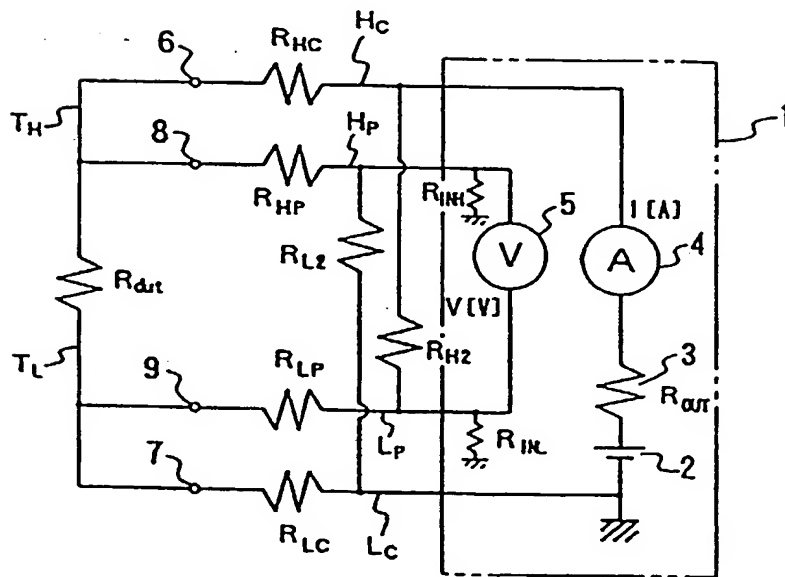 6
R_HC
H_C
T_H
8
H_P
1
R_HP
R_INH
5
I [A]
4
V
A
R_L2
R_dut
V [V]
R_H2
3
T_L
9
R_LP
R_OUT
L_P
R_INL
2
7
R_LC
L_C